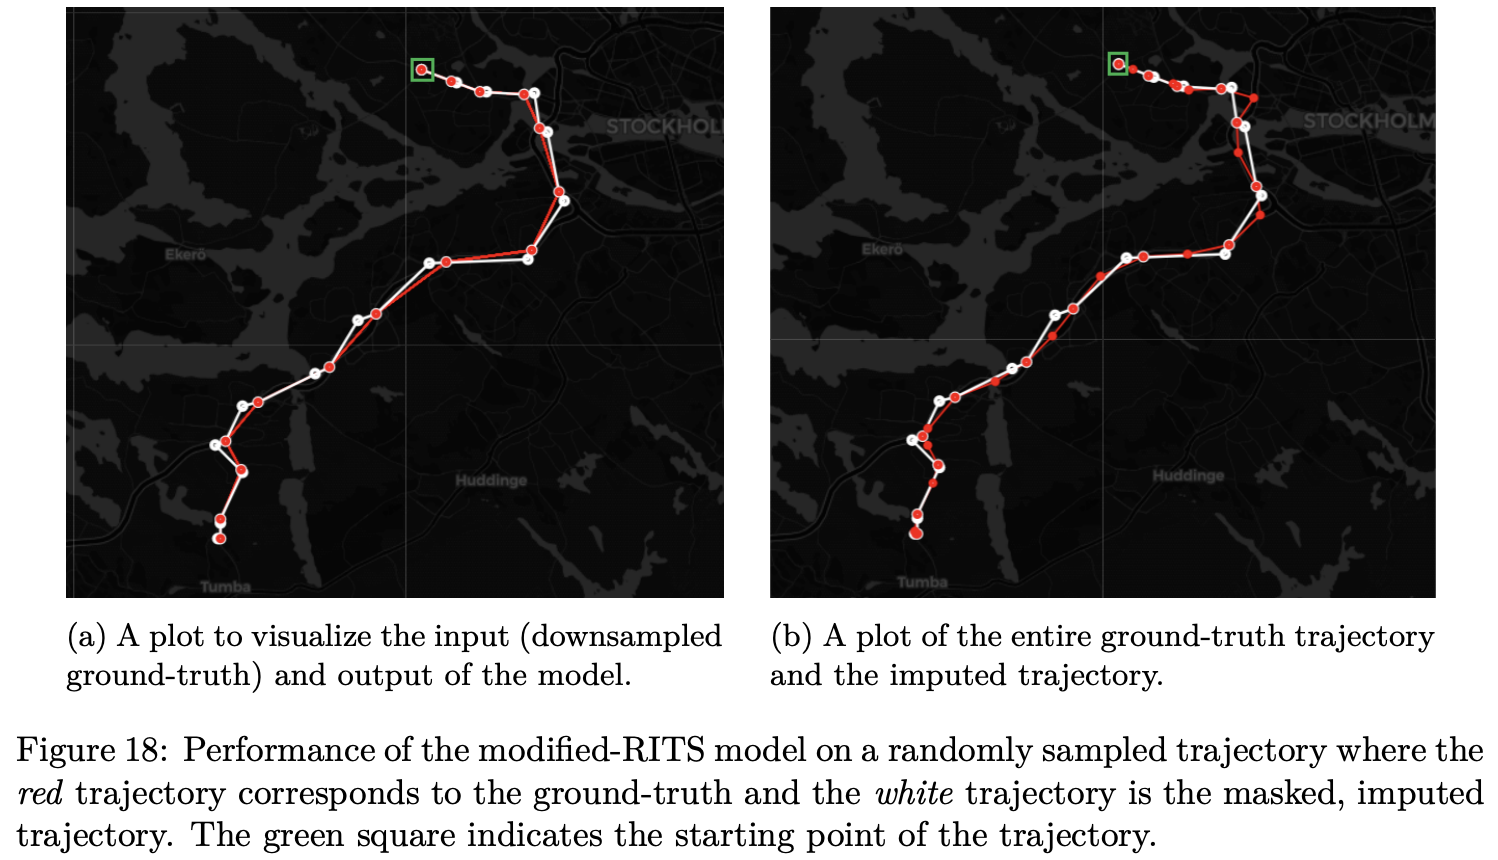 STOCKHOL
Ekerö
Huddinge
Tumba
STOCKHOLM
Ekerö
Huddinge
Tumba
(a) A plot to visualize the input (downsampled
ground-truth) and output of the model.
(b) A plot of the entire ground-truth trajectory
and the imputed trajectory.
Figure 18: Performance of the modified-RITS model on a randomly sampled trajectory where the
red trajectory corresponds to the ground-truth and the white trajectory is the masked, imputed
trajectory. The green square indicates the starting point of the trajectory.